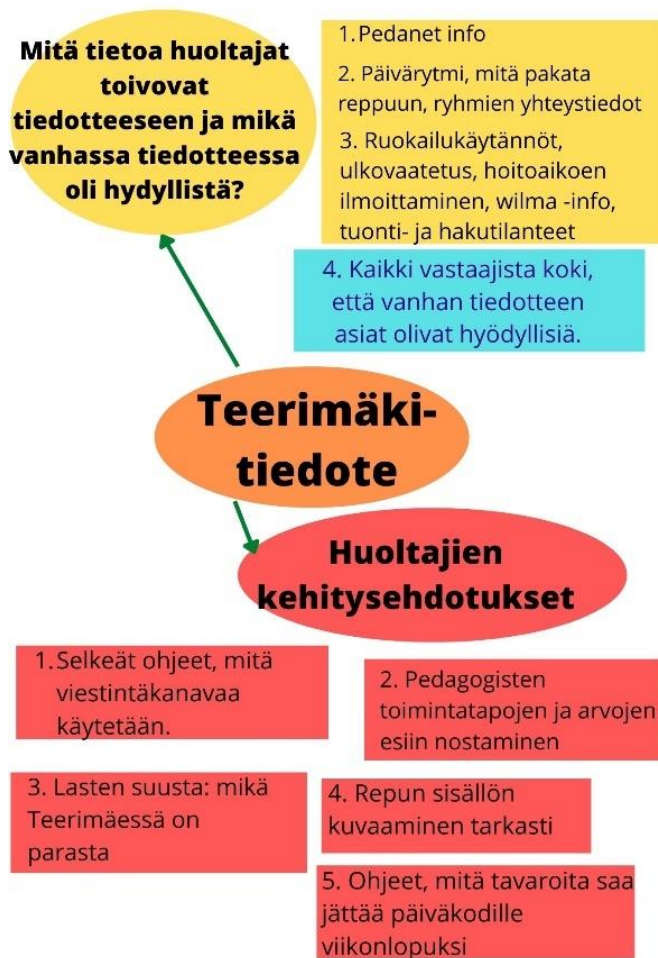 Mitä tietoa huoltajat
toivovat
tiedotteeseen ja mikä
vanhassa tiedotteessa
oli hydyllistä?
1. Pedanet info
2. Päivärytmi, mitä pakata
reppuun, ryhmien yhteystiedot
3. Ruokailukäytännöt,
ulkovaatetus, hoitoaikoen
ilmoittaminen, wilma -info,
tuonti- ja hakutilanteet
4. Kaikki vastaajista koki,
että vanhan tiedotteen
asiat olivat hyödyllisiä.
Teerimäki-
tiedote
Huoltajien
kehitysehdotukset
1. Selkeät ohjeet, mitä
viestintäkanavaa
käytetään.
2. Pedagogisten
toimintatapojen ja arvojen
esiin nostaminen
3. Lasten suusta: mikä
Teerimäessä on
parasta
4. Repun sisällön
kuvaaminen tarkasti
5. Ohjeet, mitä tavaroita saa
jättää päiväkodille
viikonlopuksi